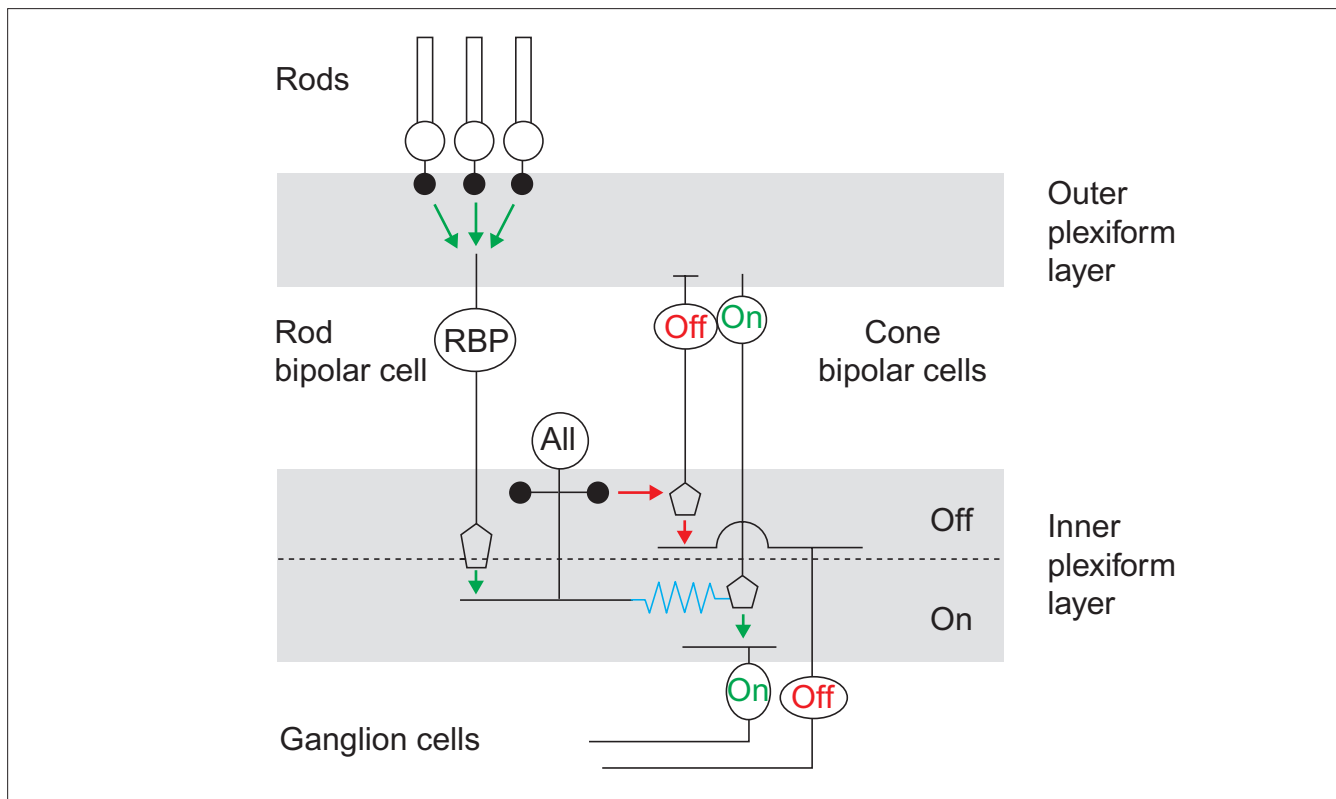 Rods
Outer
plexiform
layer
Rod
bipolar cell
RBP
Off
On
Cone
bipolar cells
AII
Off
On
Inner
plexiform
layer
On
Off
Ganglion cells